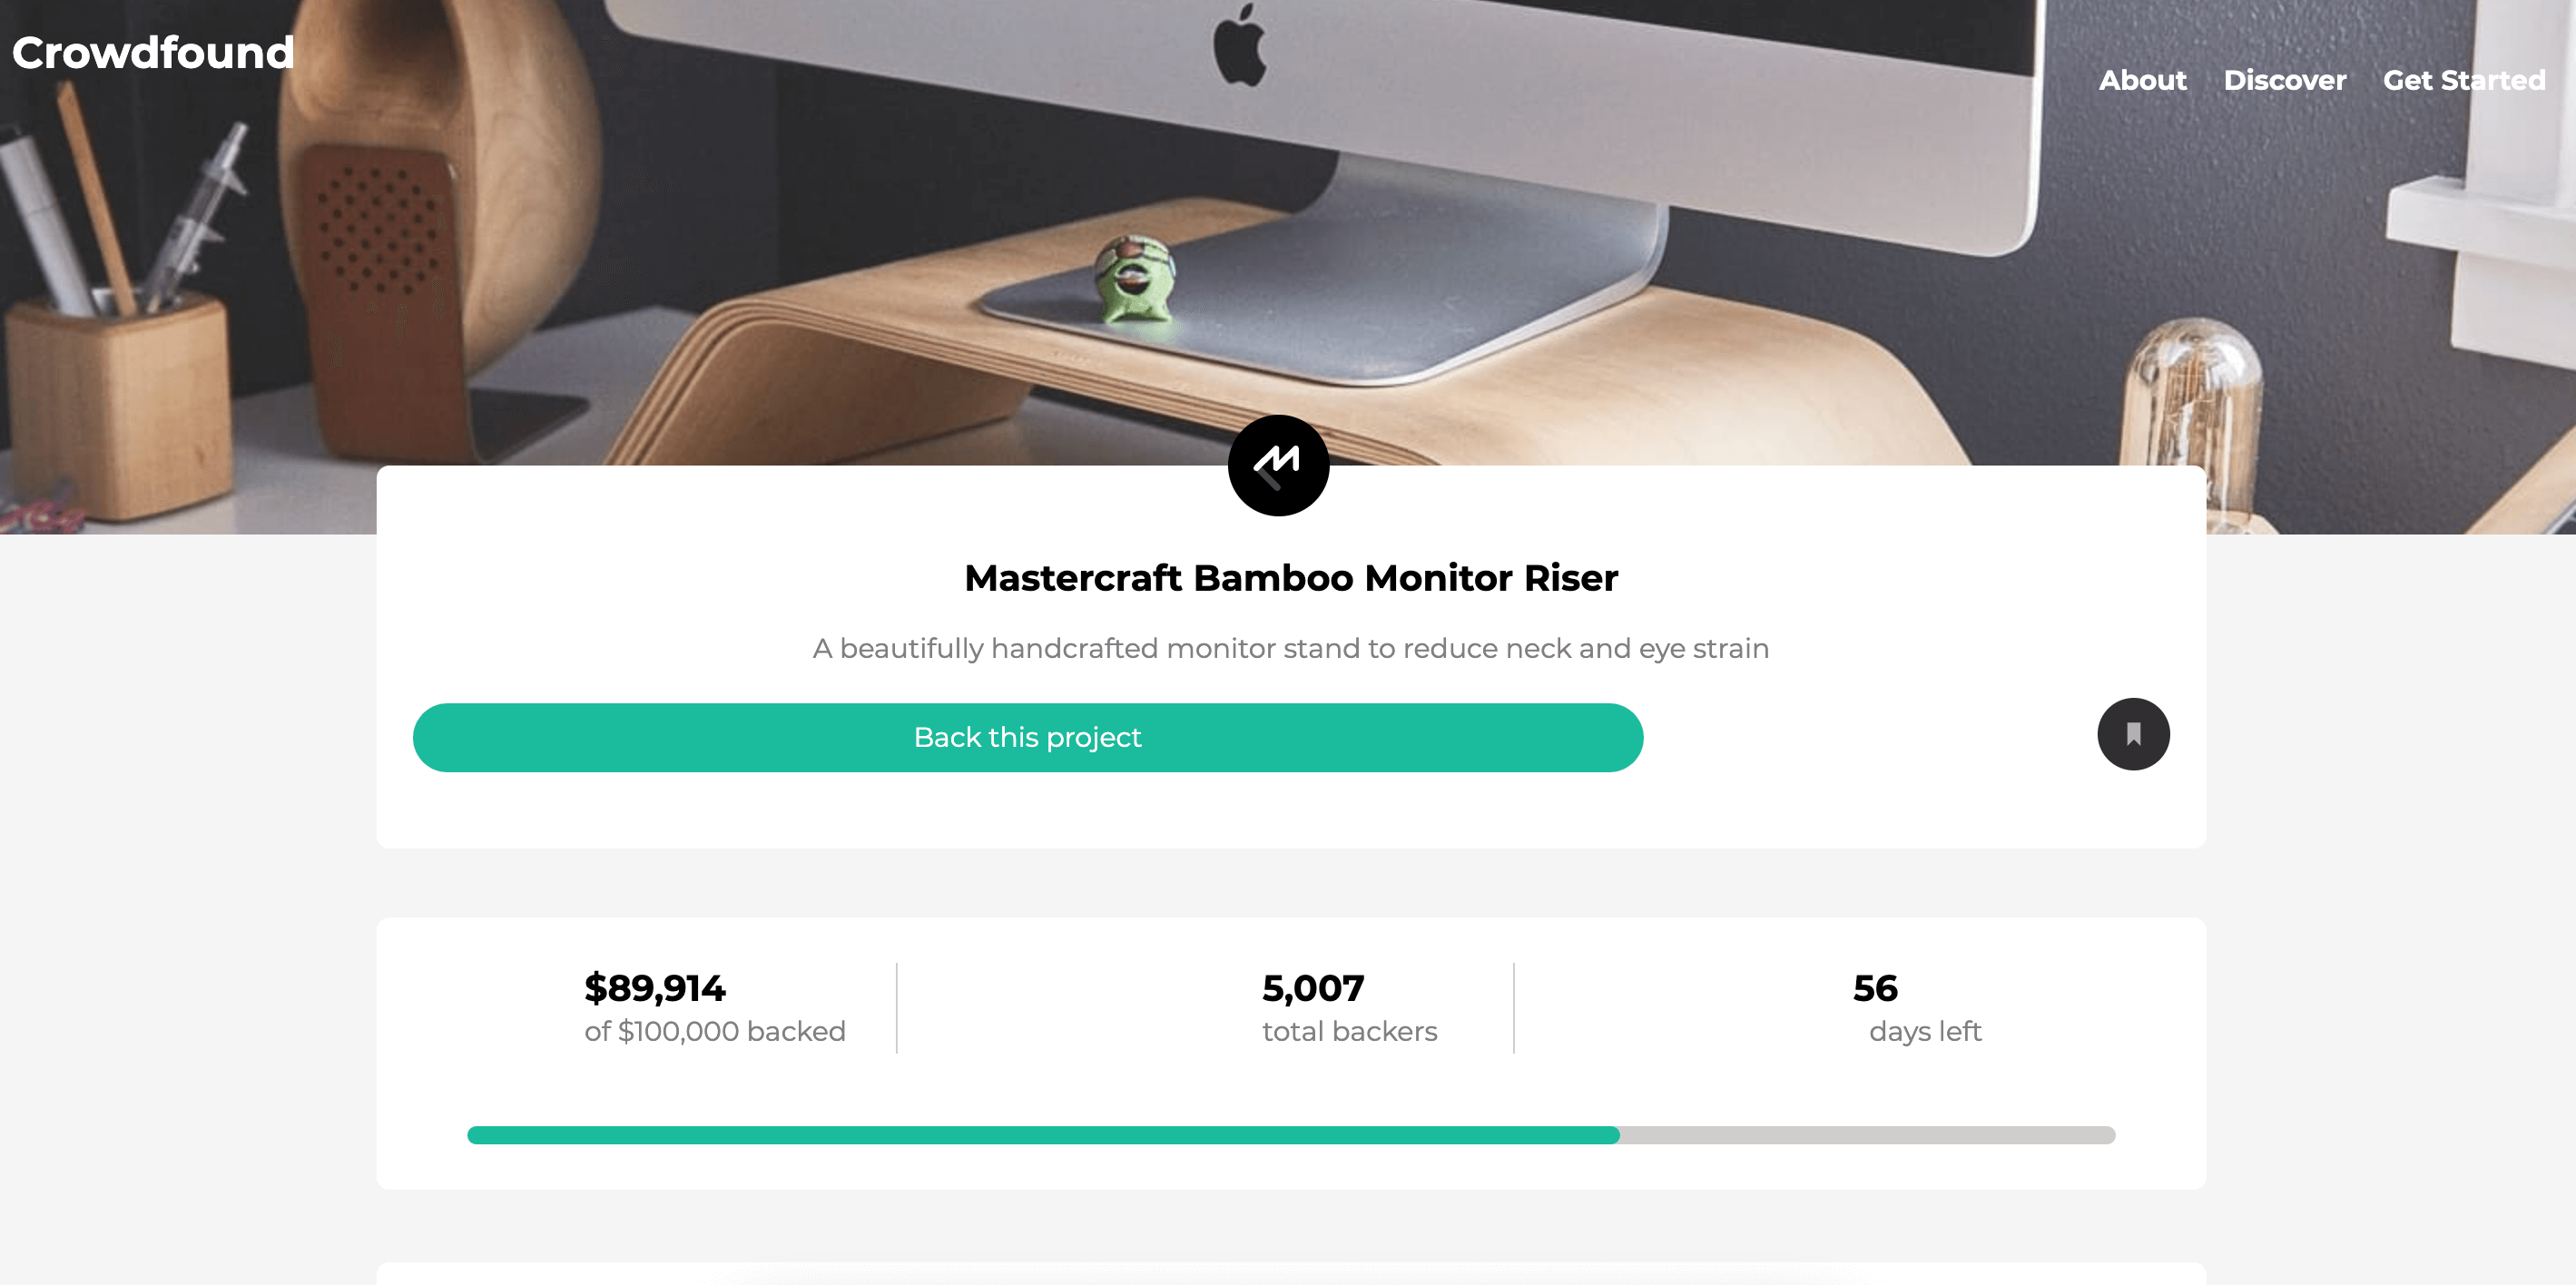 Crowdfound
About Discover Get Started
Mastercraft Bamboo Monitor Riser
A beautifully handcrafted monitor stand to reduce neck and eye strain
Back this project
$89,914
of $100,000 backed
5,007
total backers
56
days left